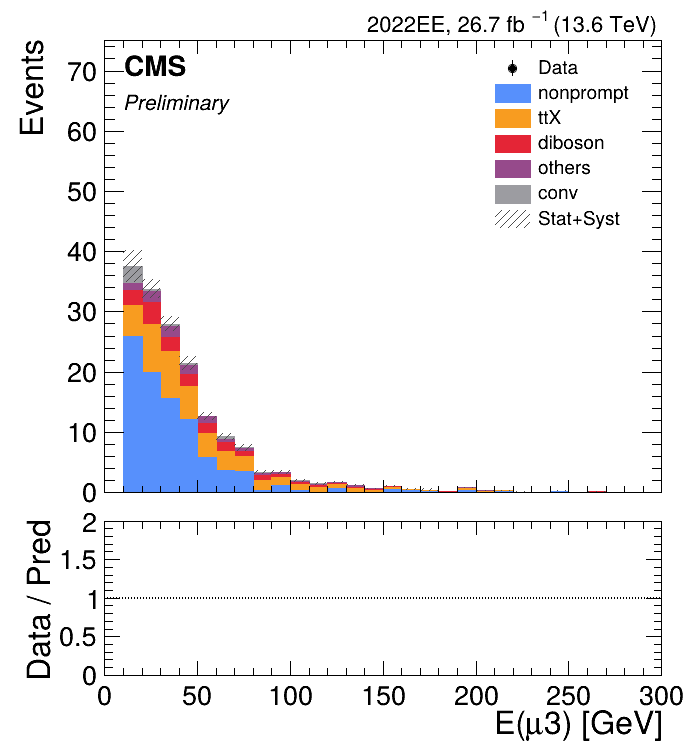 2022EE, 26.7 fb ⁻¹ (13.6 TeV)
Events
CMS
Preliminary
Data
nonprompt
ttX
diboson
others
conv
Stat+Syst
70
60
50
40
30
20
10
0
Data / Pred
2
1.5
1
0.5
0
0 50 100 150 200 250 300
E(μ3) [GeV]